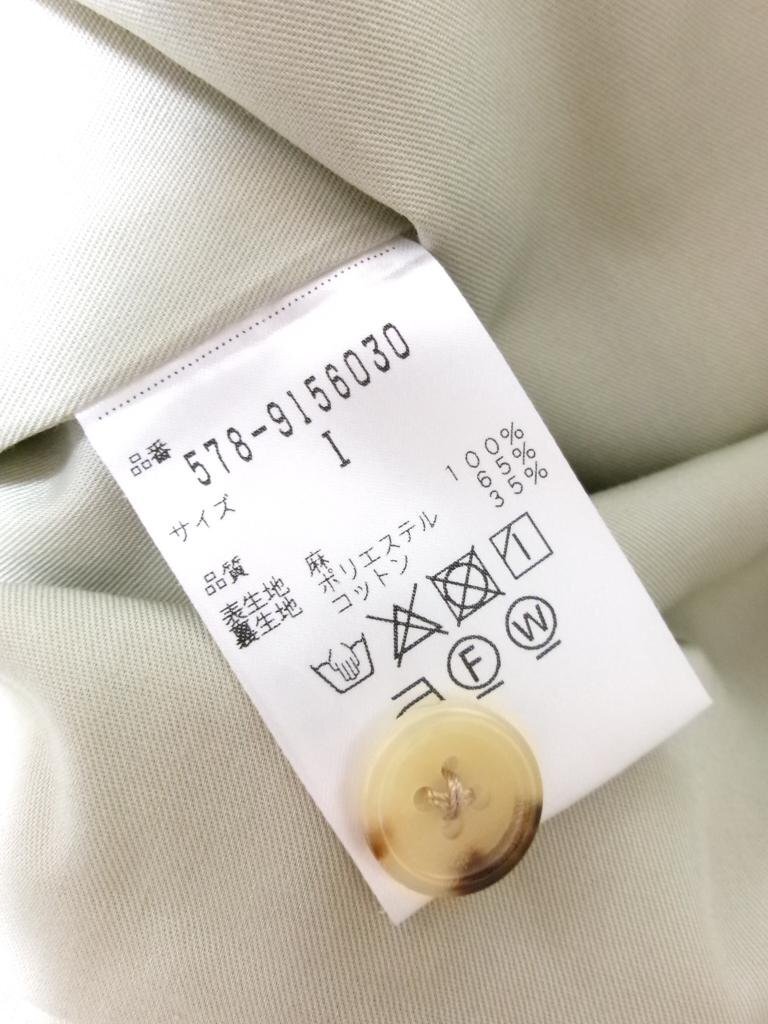 品番 578-9156030
サイズ I
品質
表生地 麻 100%
裏生地 ポリエステル 65%
コットン 35%
F W